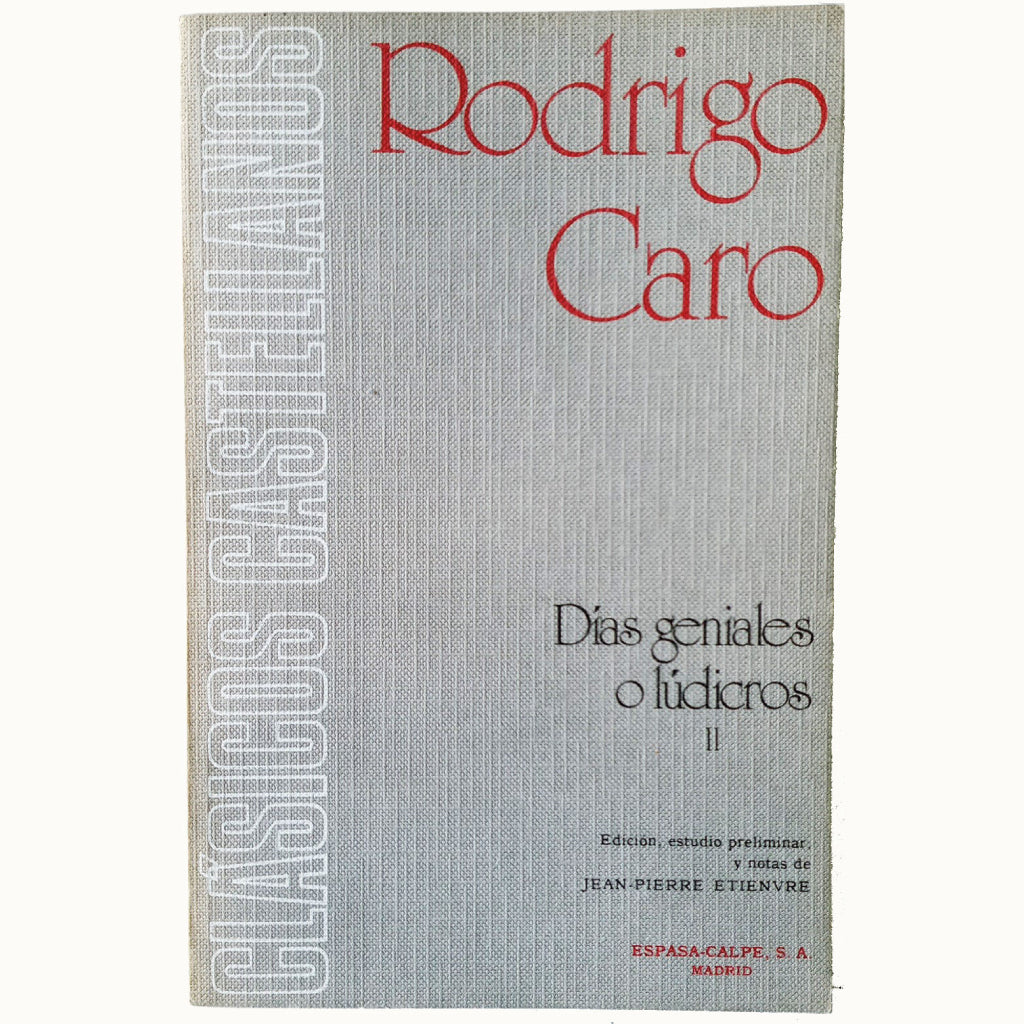 CLÁSICOS CASTELLANOS
Rodrigo
Caro
Días geniales
o lúdicros
II
Edición, estudio preliminar,
y notas de
JEAN-PIERRE ETIENVRE
ESPASA-CALPE, S. A.
MADRID